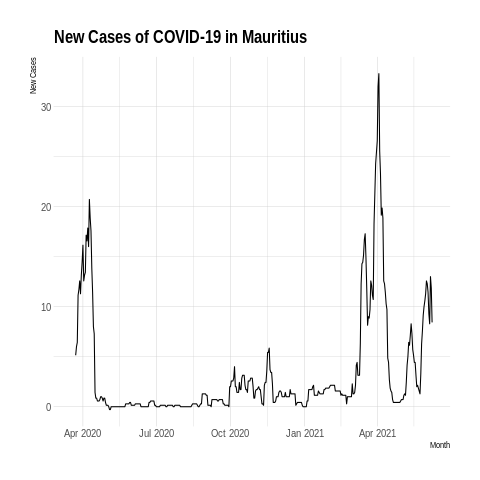 New Cases of COVID-19 in Mauritius
New Cases
30
20
10
0
Apr 2020 Jul 2020 Oct 2020 Jan 2021 Apr 2021
Month